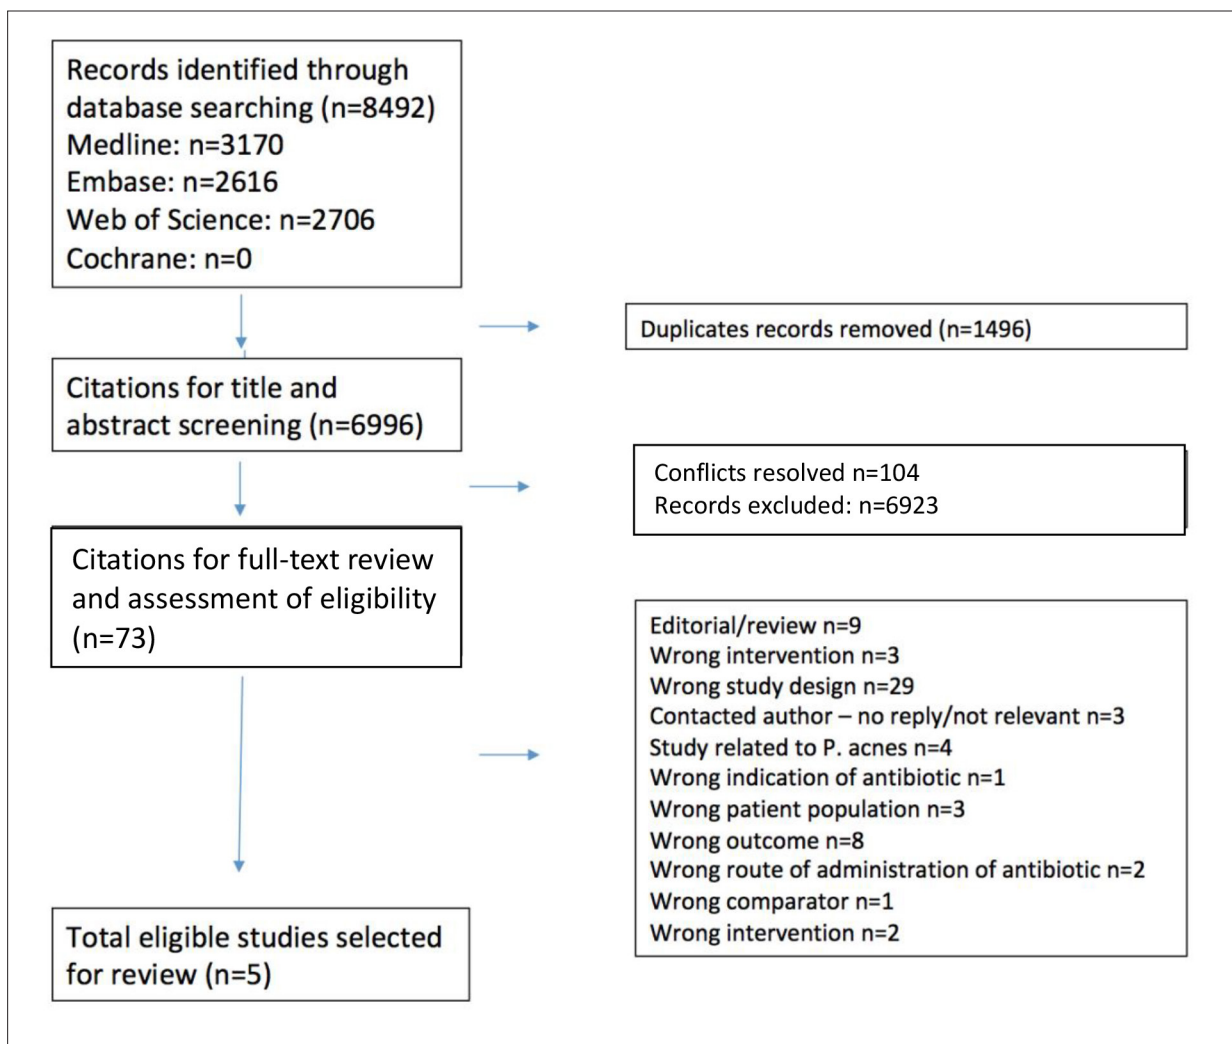 Records identified through
database searching (n=8492)
Medline: n=3170
Embase: n=2616
Web of Science: n=2706
Cochrane: n=0
Duplicates records removed (n=1496)
Citations for title and
abstract screening (n=6996)
Conflicts resolved n=104
Records excluded: n=6923
Citations for full-text review
and assessment of eligibility
(n=73)
Editorial/review n=9
Wrong intervention n=3
Wrong study design n=29
Contacted author – no reply/not relevant n=3
Study related to P. acnes n=4
Wrong indication of antibiotic n=1
Wrong patient population n=3
Wrong outcome n=8
Wrong route of administration of antibiotic n=2
Wrong comparator n=1
Wrong intervention n=2
Total eligible studies selected
for review (n=5)